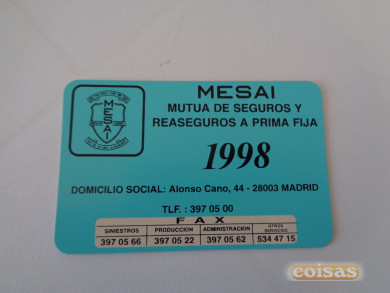 MESAI
MESAI
MUTUA DE SEGUROS Y
REASEGUROS A PRIMA FIJA
1998
DOMICILIO SOCIAL: Alonso Cano, 44 - 28003 MADRID
TLF. : 397 05 00
FAX
SINIESTROS PRODUCCION ADMINISTRACION OTROS SERVICIOS
397 05 66 397 05 22 397 05 62 534 47 15
coisas